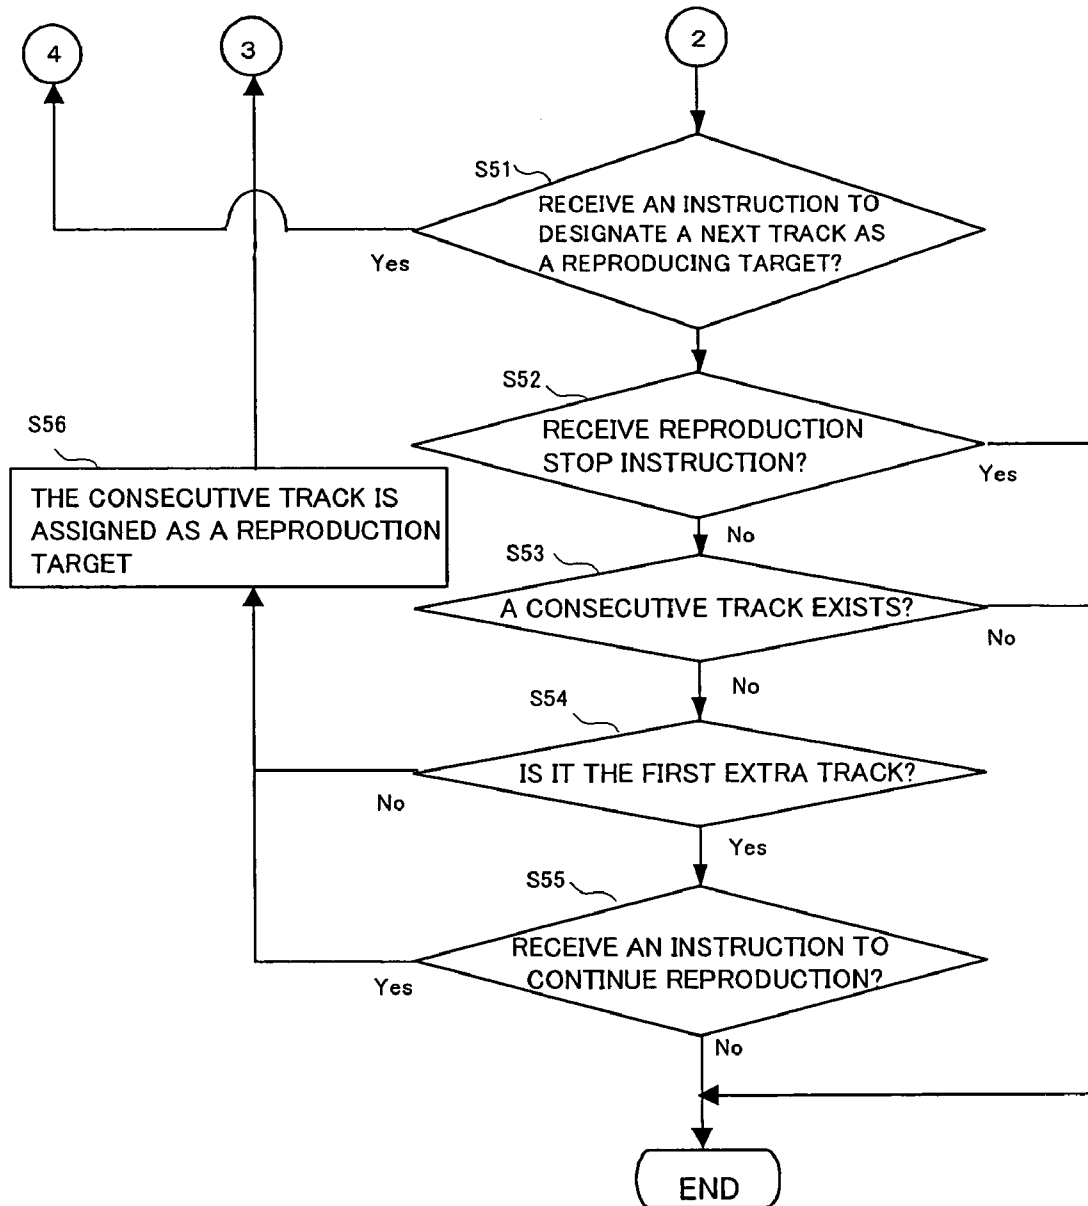 4
3
2
S51
RECEIVE AN INSTRUCTION TO
DESIGNATE A NEXT TRACK AS
A REPRODUCING TARGET?
Yes
S52
RECEIVE REPRODUCTION
STOP INSTRUCTION?
Yes
No
S56
THE CONSECUTIVE TRACK IS
ASSIGNED AS A REPRODUCTION
TARGET
S53
A CONSECUTIVE TRACK EXISTS?
No
No
S54
IS IT THE FIRST EXTRA TRACK?
No
Yes
S55
RECEIVE AN INSTRUCTION TO
CONTINUE REPRODUCTION?
Yes
No
END